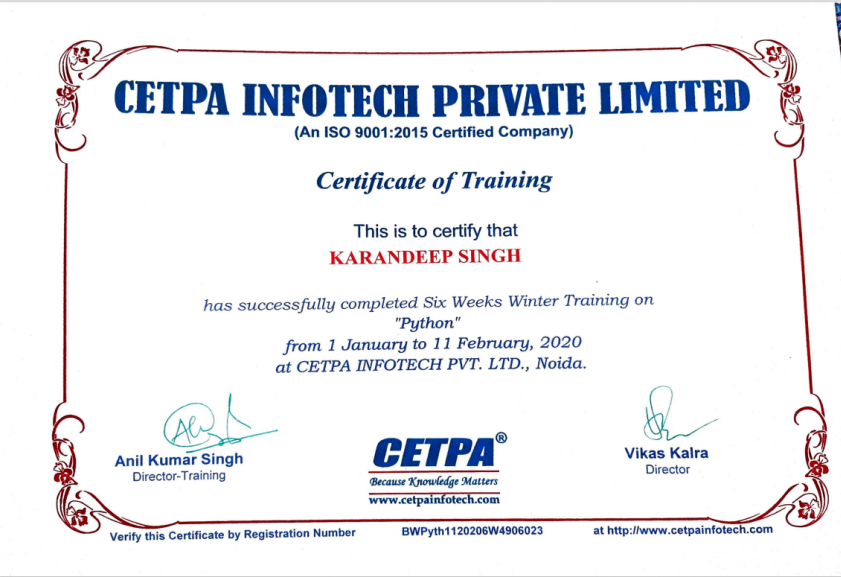 CETPA INFOTECH PRIVATE LIMITED
(An ISO 9001:2015 Certified Company)
Certificate of Training
This is to certify that
KARANDEEP SINGH
has successfully completed Six Weeks Winter Training on
"Python"
from 1 January to 11 February, 2020
at CETPA INFOTECH PVT. LTD., Noida.
Anil Kumar Singh
Director-Training
CETPA®
Because Knowledge Matters
www.cetpainfotech.com
Vikas Kalra
Director
Verify this Certificate by Registration Number BWPyth1120206W4906023 at http://www.cetpainfotech.com